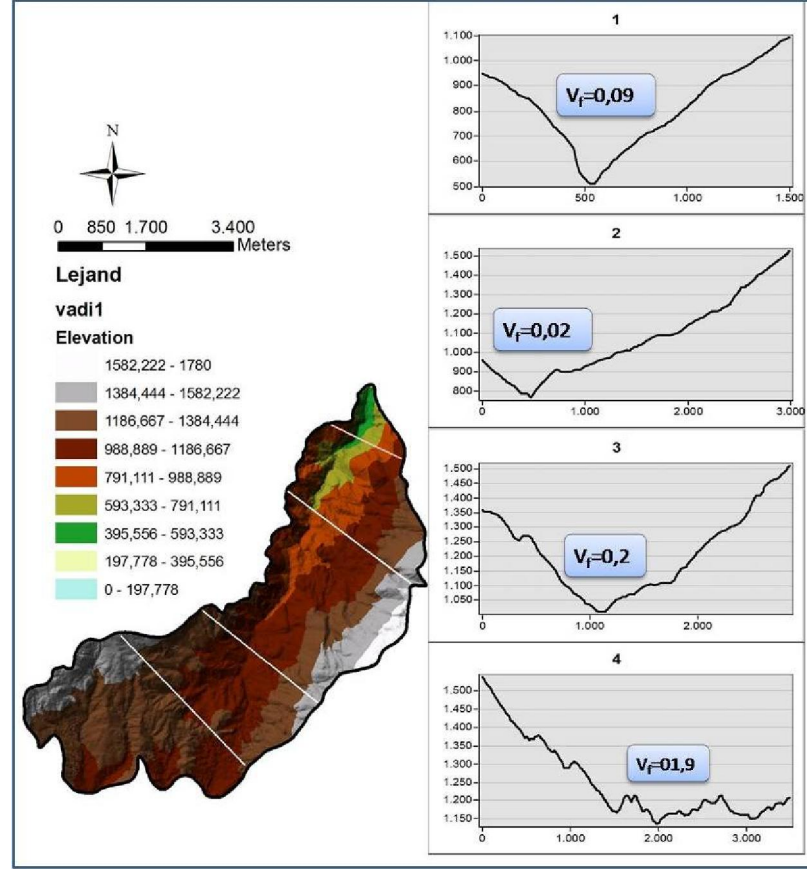 N
0 850 1.700 3.400
Meters
Lejand
vadi1
Elevation
1582,222 - 1780
1384,444 - 1582,222
1186,667 - 1384,444
988,889 - 1186,667
791,111 - 988,889
593,333 - 791,111
395,556 - 593,333
197,778 - 395,556
0 - 197,778
1
1.100
1.000
900
800
700
600
500
0 500 1.000 1.500
Vf=0,09
2
1.500
1.400
1.300
1.200
1.100
1.000
900
800
0 1.000 2.000 3.000
Vf=0,02
3
1.500
1.450
1.400
1.350
1.300
1.250
1.200
1.150
1.100
1.050
0 1.000 2.000
Vf=0,2
4
1.500
1.450
1.400
1.350
1.300
1.250
1.200
1.150
0 1.000 2.000 3.000
Vf=01,9